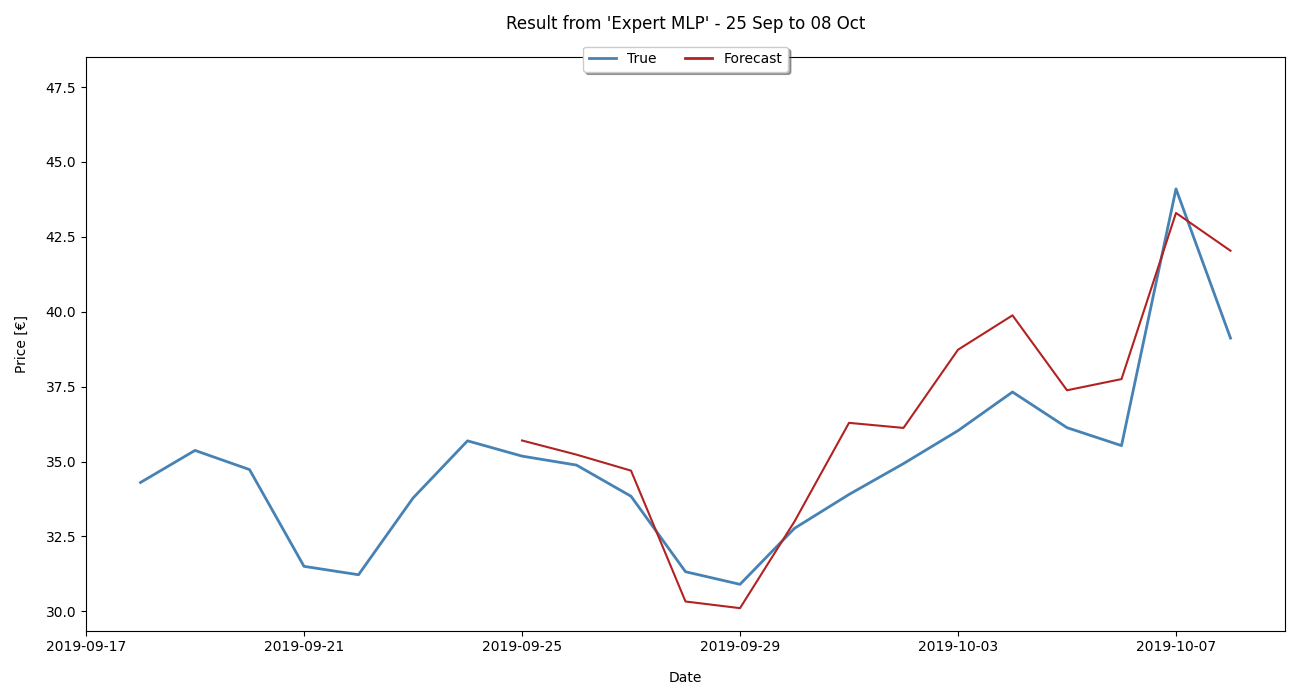 Result from 'Expert MLP' - 25 Sep to 08 Oct
True Forecast
47.5
45.0
42.5
40.0
37.5
35.0
32.5
30.0
Price [€]
2019-09-17 2019-09-21 2019-09-25 2019-09-29 2019-10-03 2019-10-07
Date